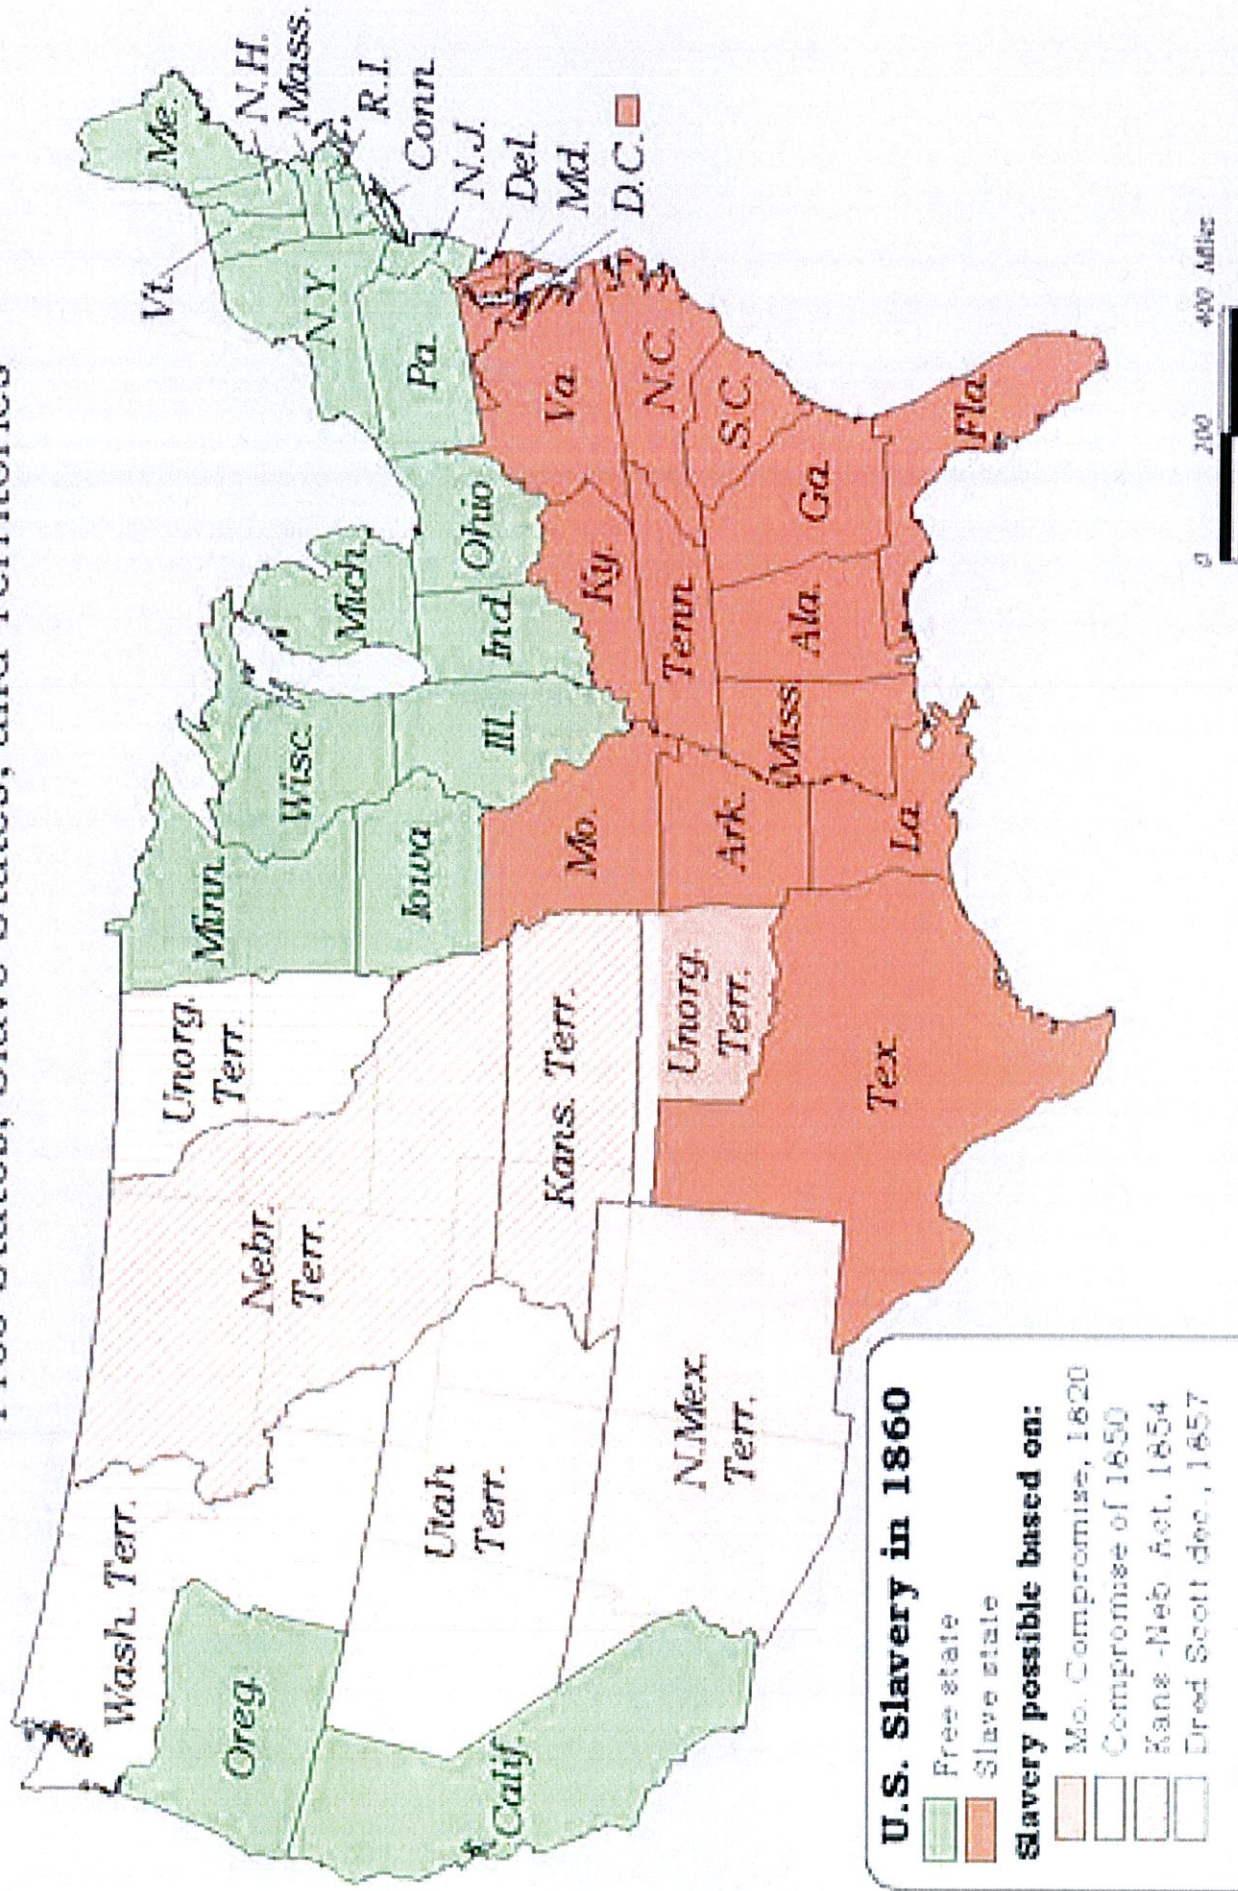 Free States, Slave States, and Territories
Wash. Terr.
Oreg.
Calif.
Utah
Terr.
N.Mex.
Terr.
Nebr.
Terr.
Kans. Terr.
Unorg.
Terr.
Unorg.
Terr.
Tex.
Minn.
Iowa
Mo.
Ark.
La.
Wisc.
Ill.
Mich.
Ind.
Ohio
Ky.
Tenn.
Miss.
Ala.
Ga.
Fla.
S.C.
N.C.
Va.
Pa.
N.Y.
Vt.
Me.
N.H.
Mass.
R.I.
Conn.
N.J.
Del.
Md.
D.C.
U.S. Slavery in 1860
Free state
Slave state
Slavery possible based on:
Mo. Compromise, 1820
Compromise of 1850
Kans.-Neb. Act, 1854
Dred Scott dec., 1857
0 200 400 Miles